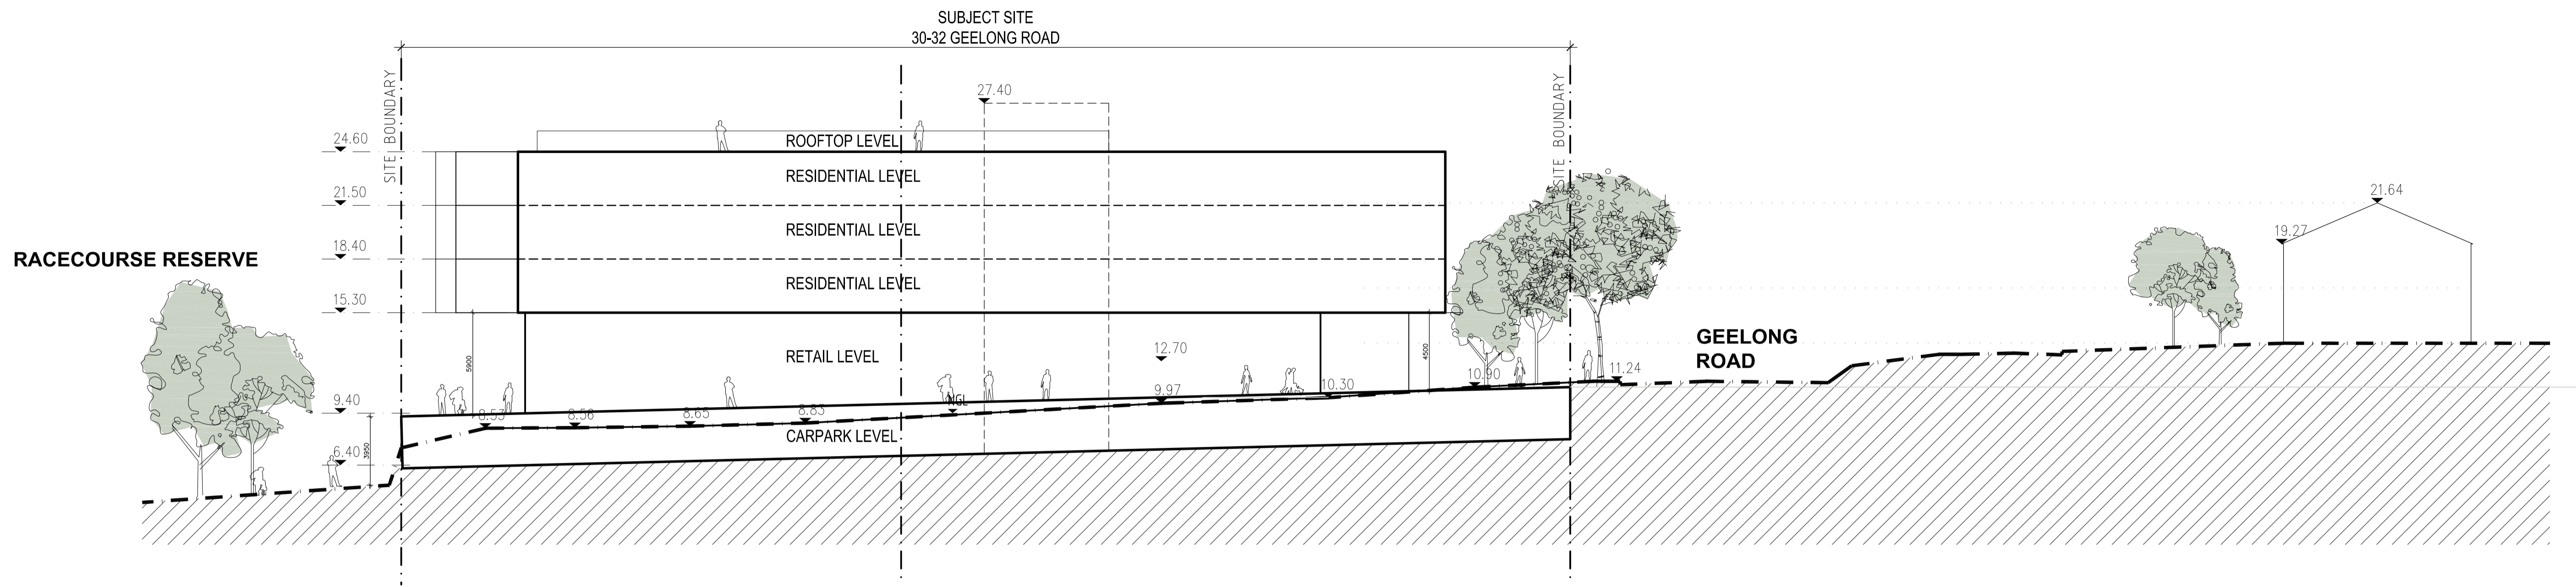 SUBJECT SITE
30-32 GEELONG ROAD
SITE BOUNDARY
SITE BOUNDARY
27.40
24.60
ROOFTOP LEVEL
RESIDENTIAL LEVEL
21.50
21.64
RESIDENTIAL LEVEL
19.27
18.40
RACECOURSE RESERVE
RESIDENTIAL LEVEL
15.30
GEELONG
ROAD
5900
RETAIL LEVEL
12.70
4500
11.24
10.90
10.30
9.97
9.40
NGL
8.53
8.56
8.65
8.83
CARPARK LEVEL
3950
6.40